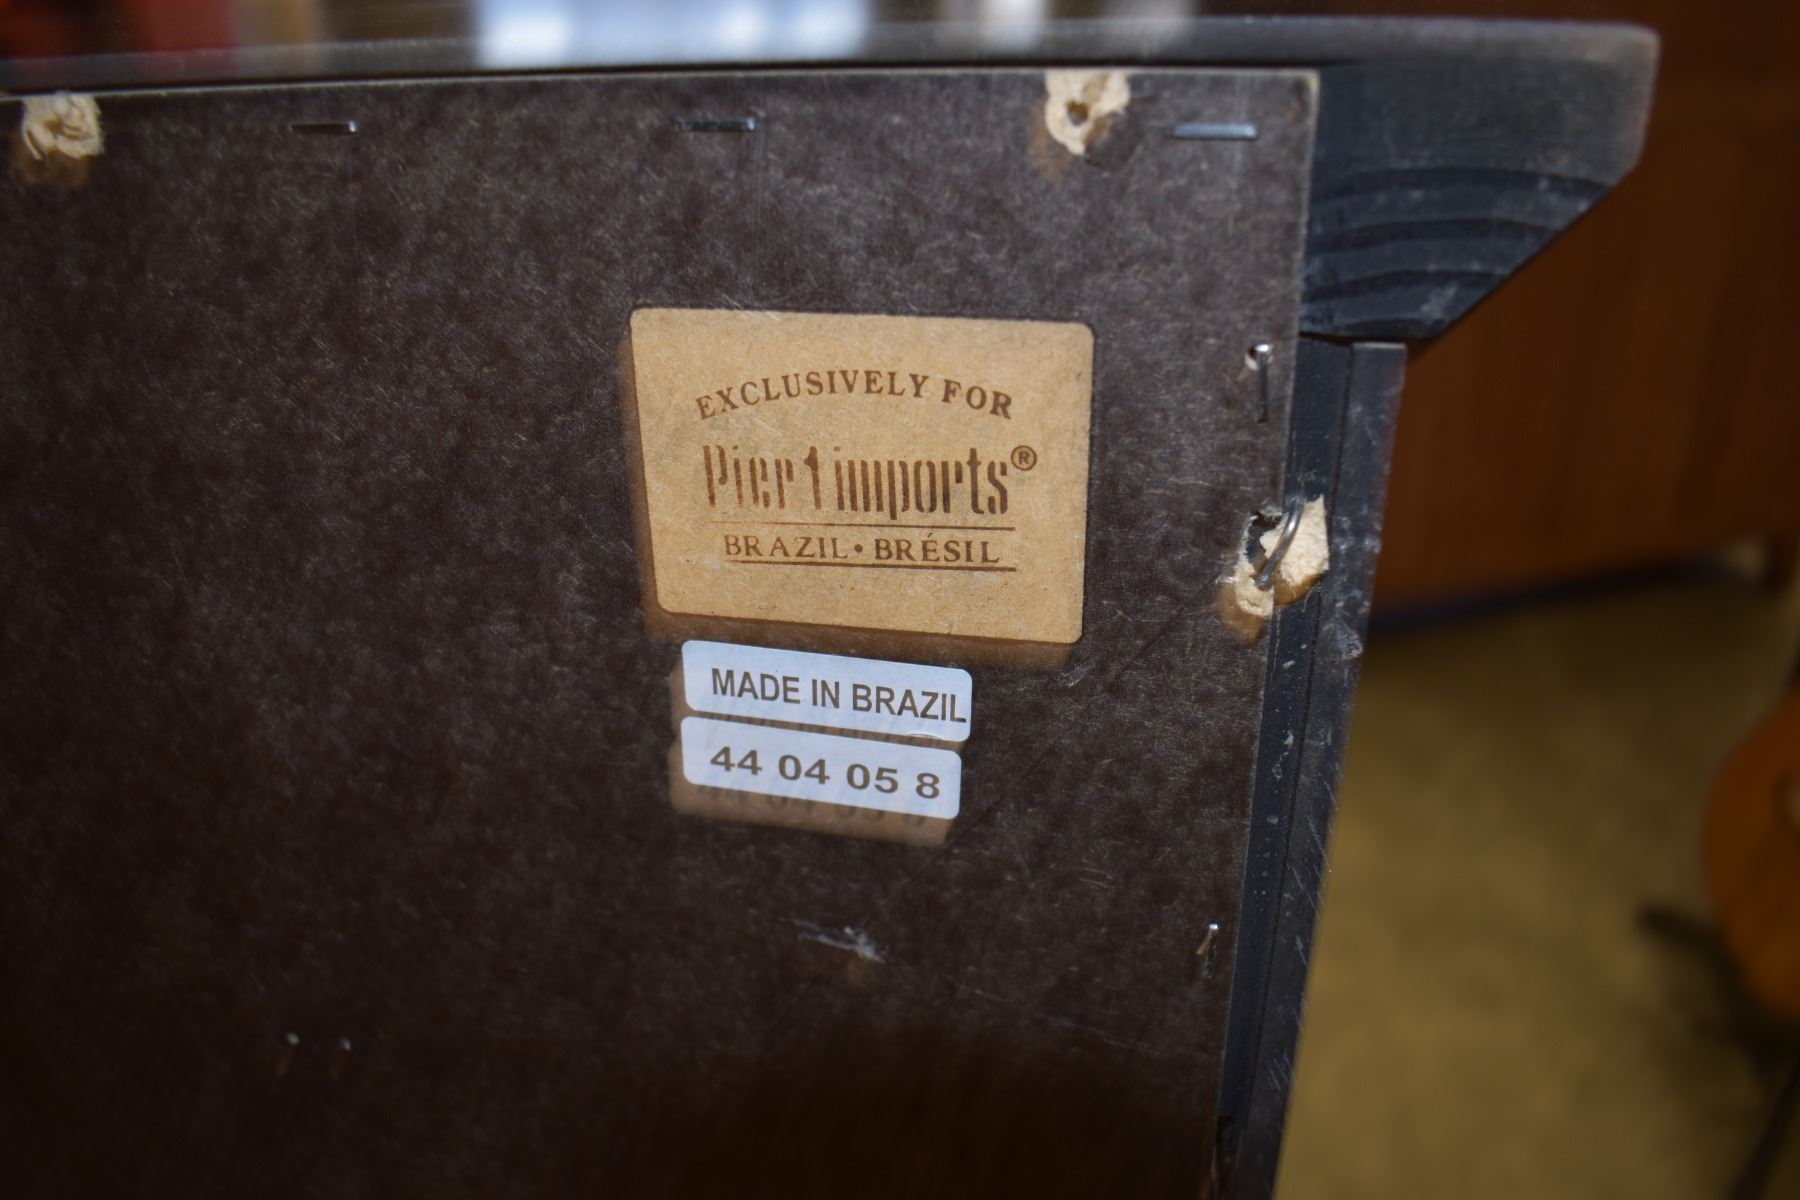 EXCLUSIVELY FOR
Pier 1 imports®
BRAZIL • BRÉSIL
MADE IN BRAZIL
44 04 05 8